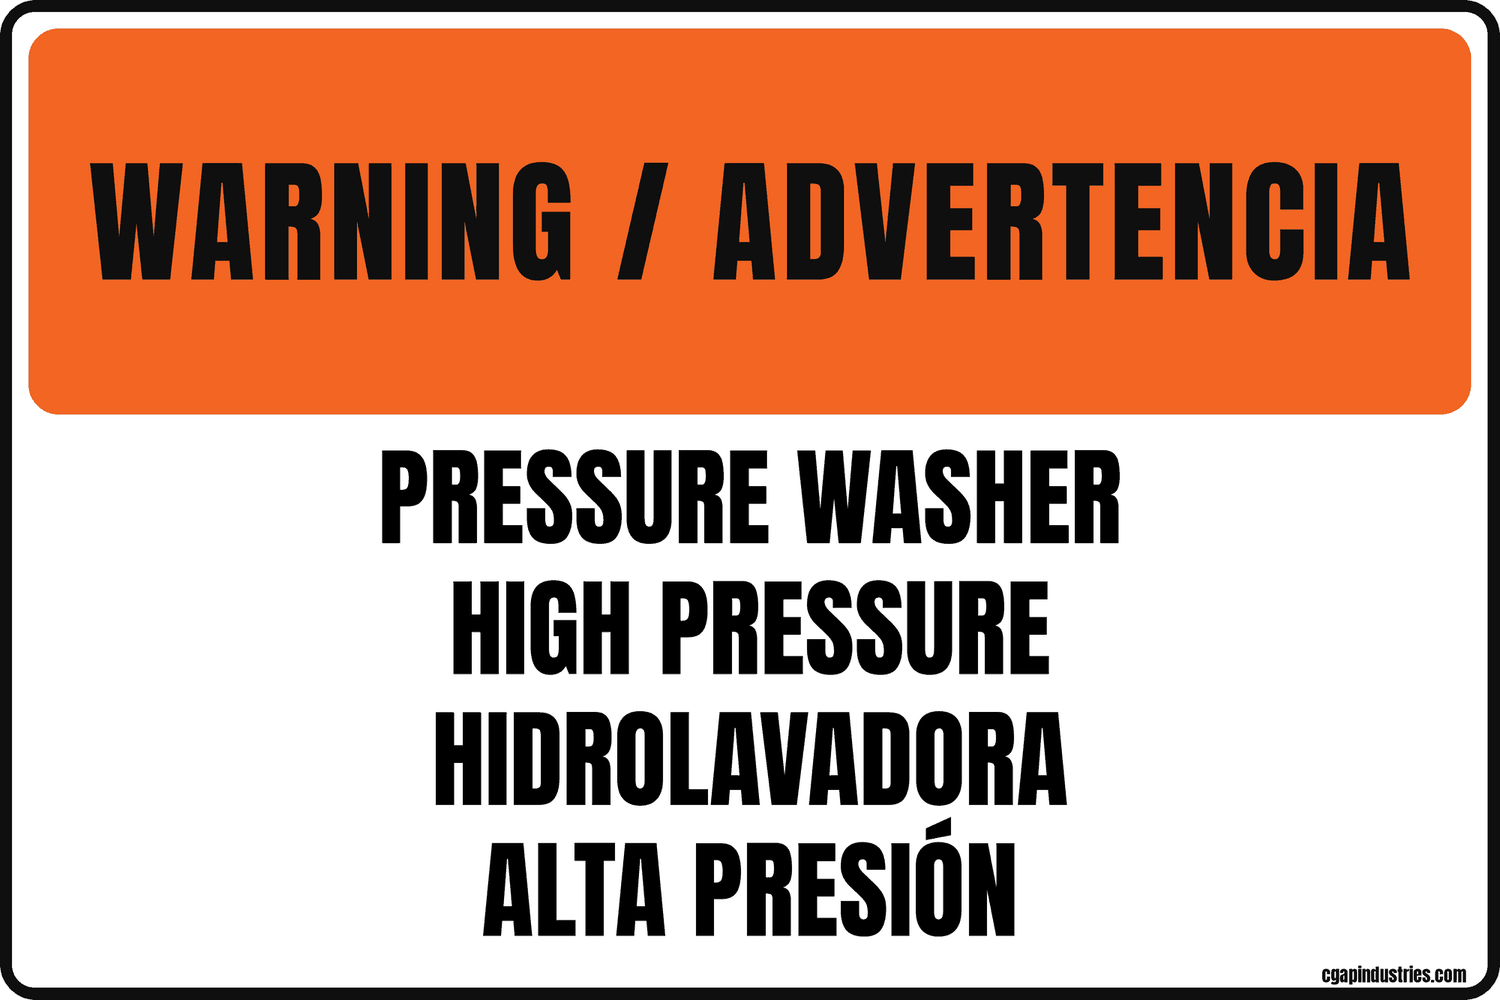 WARNING / ADVERTENCIA
PRESSURE WASHER
HIGH PRESSURE
HIDROLAVADORA
ALTA PRESIÓN
cgapindustries.com